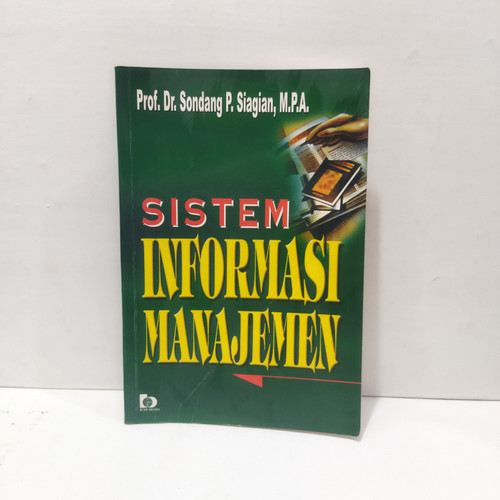 Prof. Dr. Sondang P. Siagian, M.P.A.
SISTEM
INFORMASI
MANAJEMEN